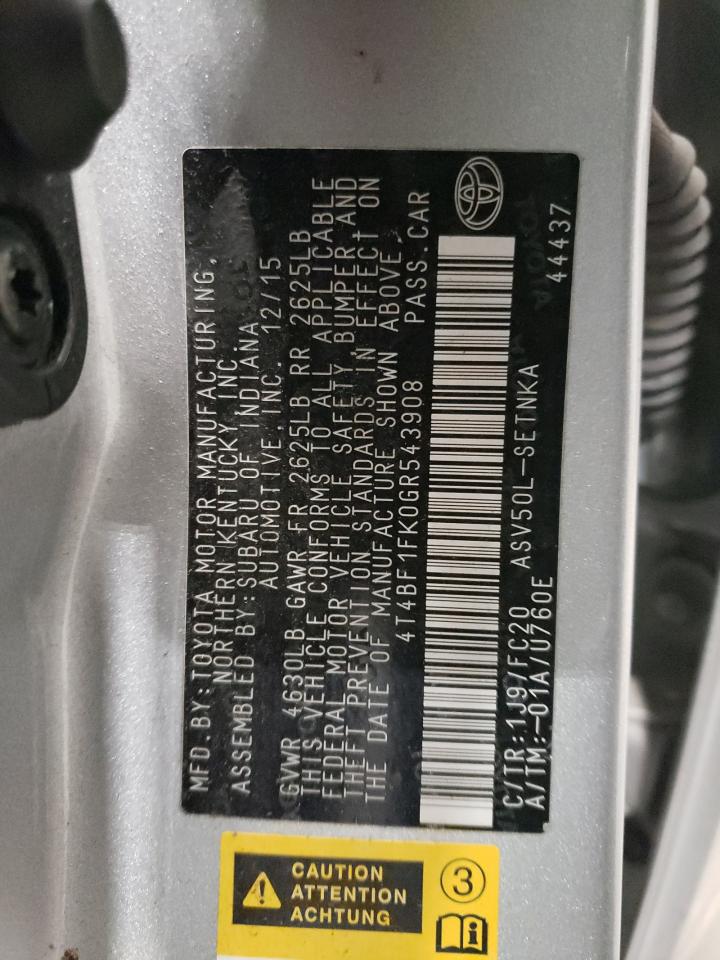 MFD.BY:TOYOTA MOTOR MANUFACTURING,
NORTHERN KENTUCKY, INC.
ASSEMBLED BY:SUBARU OF INDIANA
AUTOMOTIVE,INC. 12/15
GVWR 4630LB GAWR FR 2625LB RR 2625LB
THIS VEHICLE CONFORMS TO ALL APPLICABLE
FEDERAL MOTOR VEHICLE SAFETY, BUMPER AND
THEFT PREVENTION STANDARDS IN EFFECT ON
THE DATE OF MANUFACTURE SHOWN ABOVE.
4T4BF1FK0GR543908 PASS.CAR
C/TR:1J9/FC20 ASV50L-SETNKA
A/TM:-01A/U760E 44437
CAUTION
ATTENTION
ACHTUNG
3